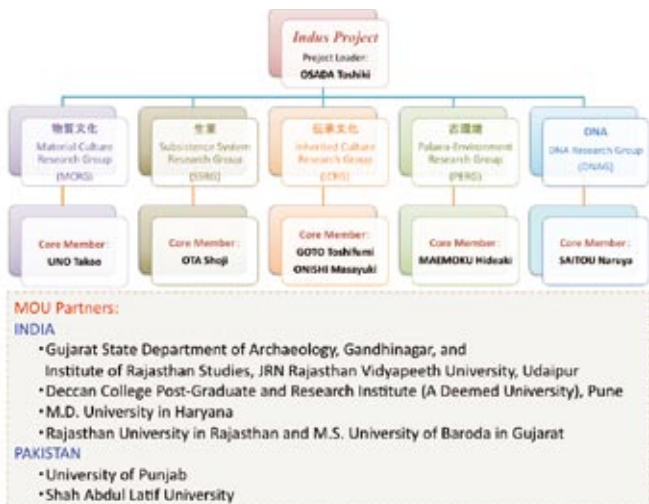 Indus Project
Project Leader:
OSADA Toshiki
物質文化
Material Culture
Research Group
(MCRG)
生業
Subsistence System
Research Group
(SSRG)
伝承文化
Inherited Culture
Research Group
(ICRG)
古環境
Palaeo-Environment
Research Group
(PERG)
DNA
DNA Research Group
(DNAG)
Core Member:
UNO Takao
Core Member:
OTA Shoji
Core Member:
GOTO Toshifumi
ONISHI Masayuki
Core Member:
MAEMOKU Hideaki
Core Member:
SAITOU Naruya
MOU Partners:
INDIA
•Gujarat State Department of Archaeology, Gandhinagar, and
Institute of Rajasthan Studies, JRN Rajasthan Vidyapeeth University, Udaipur
•Deccan College Post-Graduate and Research Institute (A Deemed University), Pune
•M.D. University in Haryana
•Rajasthan University in Rajasthan and M.S. University of Baroda in Gujarat
PAKISTAN
•University of Punjab
•Shah Abdul Latif University